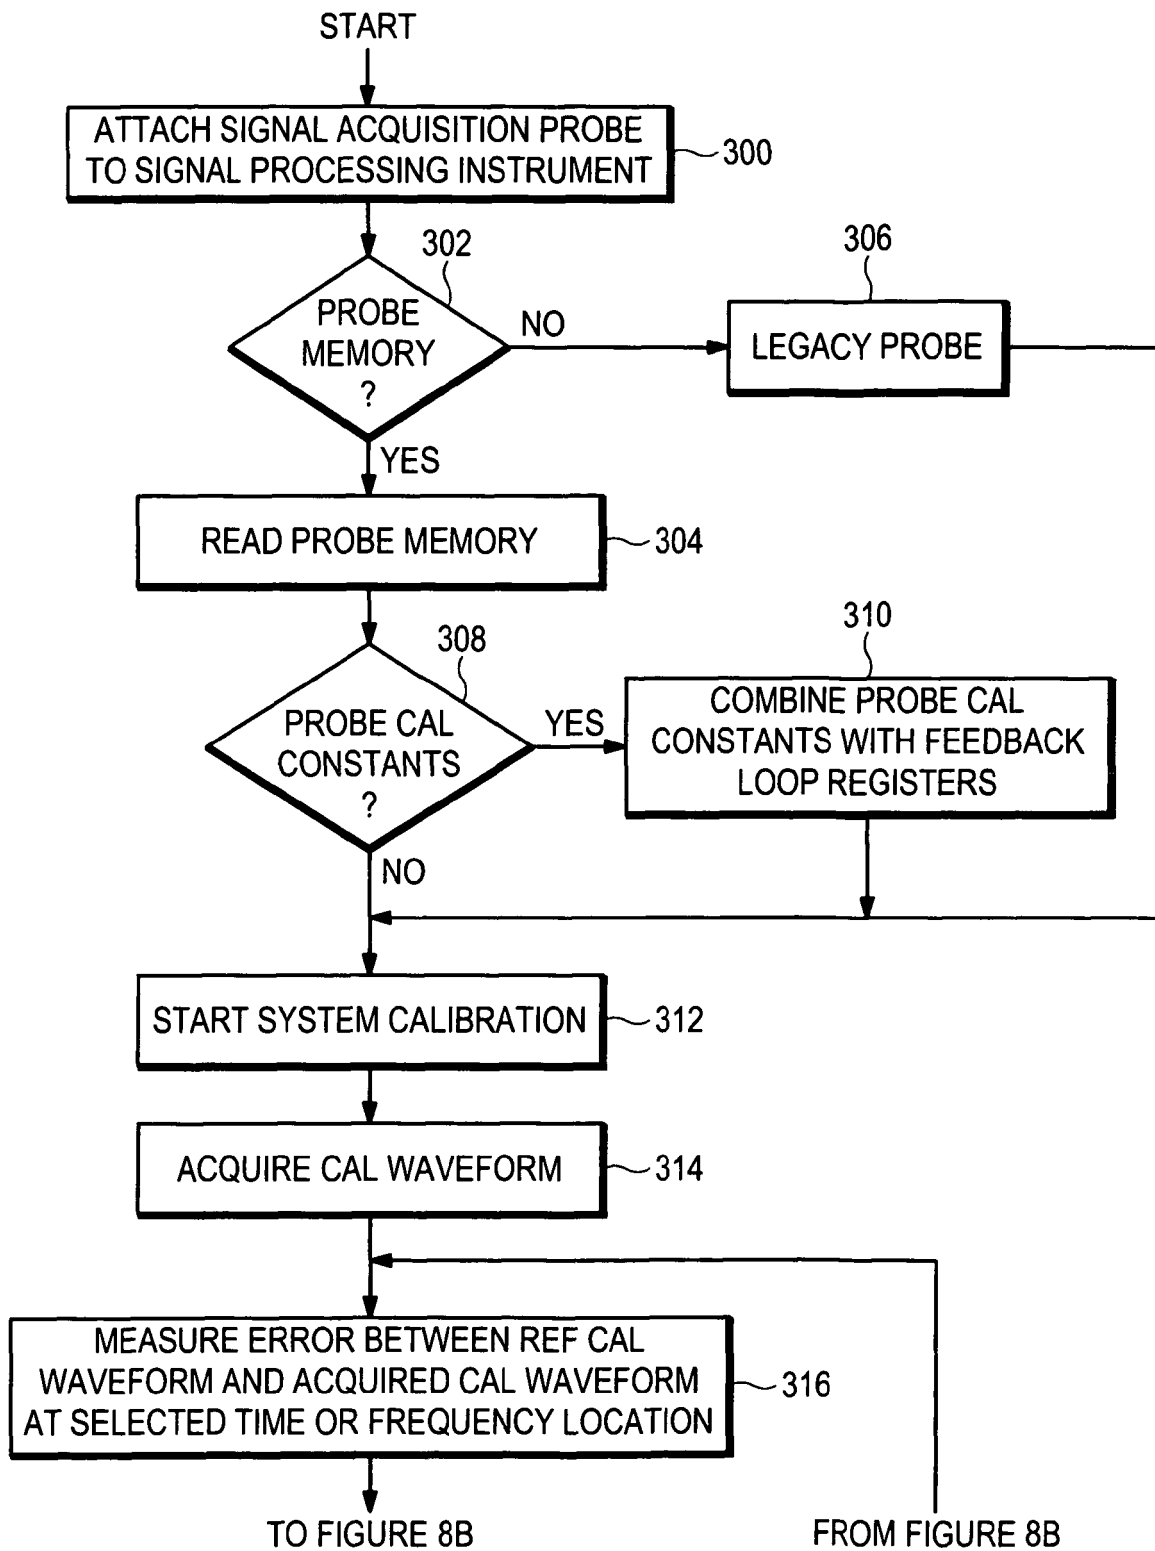 START
ATTACH SIGNAL ACQUISITION PROBE
TO SIGNAL PROCESSING INSTRUMENT
300
302
PROBE
MEMORY
?
NO
306
LEGACY PROBE
YES
READ PROBE MEMORY
304
308
PROBE CAL
CONSTANTS
?
YES
310
COMBINE PROBE CAL
CONSTANTS WITH FEEDBACK
LOOP REGISTERS
NO
START SYSTEM CALIBRATION
312
ACQUIRE CAL WAVEFORM
314
MEASURE ERROR BETWEEN REF CAL
WAVEFORM AND ACQUIRED CAL WAVEFORM
AT SELECTED TIME OR FREQUENCY LOCATION
316
TO FIGURE 8B
FROM FIGURE 8B